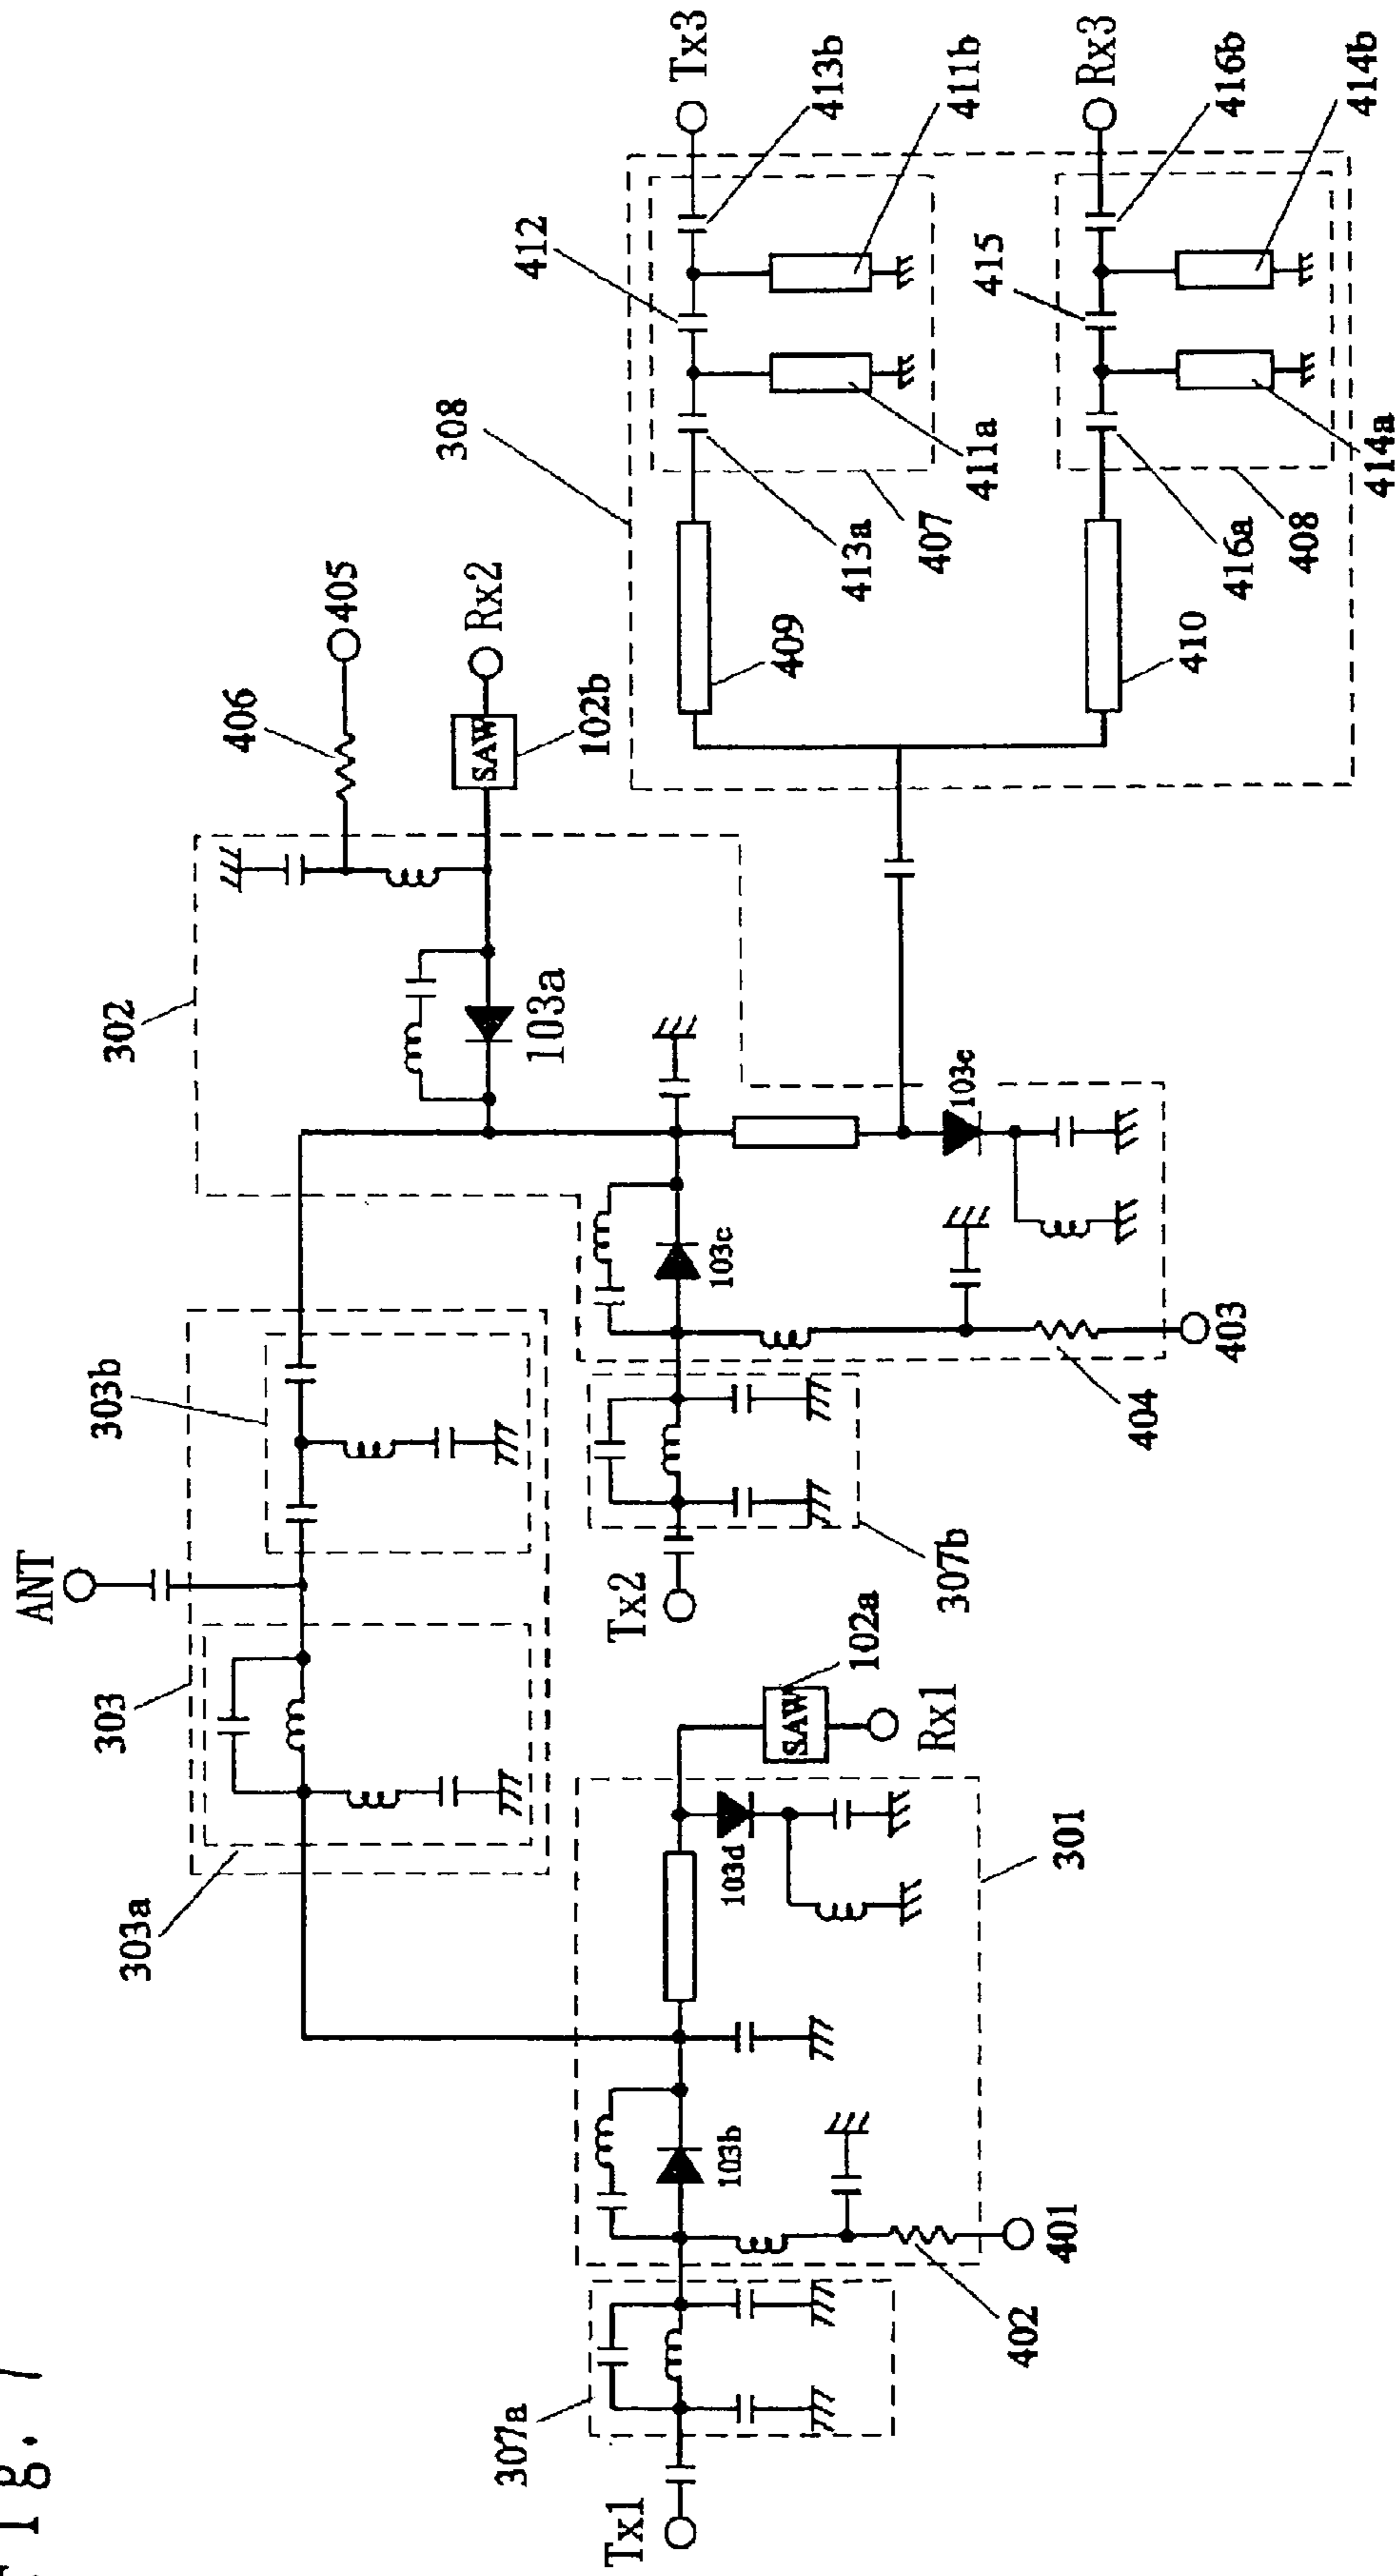 Fig. 7
ANT
303
303b
303a
302
406
405
308
Rx2
SAW
102b
103a
412
307a
Tx1
Tx2
Tx3
103b
103d
103c
409
SAW
102a
413a
413b
Rx1
307b
103e
407
411a
411b
415
402
401
301
Rx3
404
410
403
416a
416b
408
414a
414b